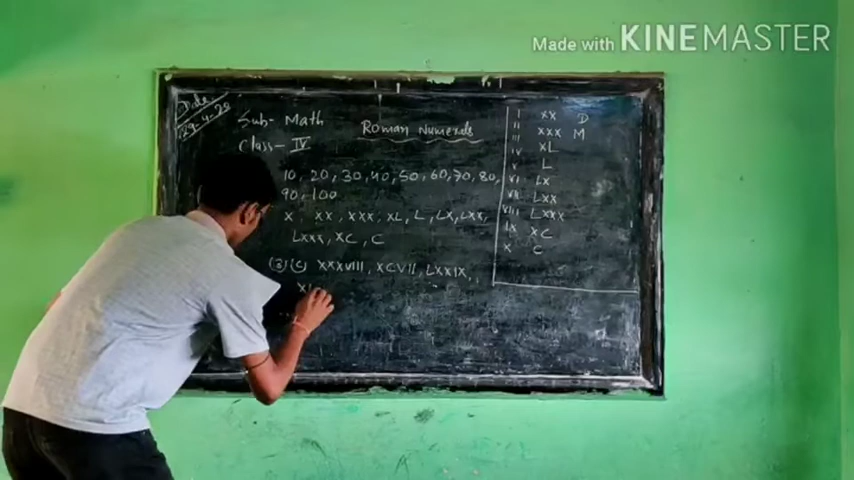 Made with KINEMASTER
Date
29-4-20
Sub- Math
Class- IV
Roman Numerals
10, 20, 30, 40, 50, 60, 70, 80,
90, 100
X, XX, XXX, XL, L, LX, LXX,
LXXX, XC, C
(3) (C) XXXVIII, XCVII, LXXIX,
I XX D
II XXX M
III XL
IV L
V LX
VI LXX
VII LXXX
VIII XC
IX C
X